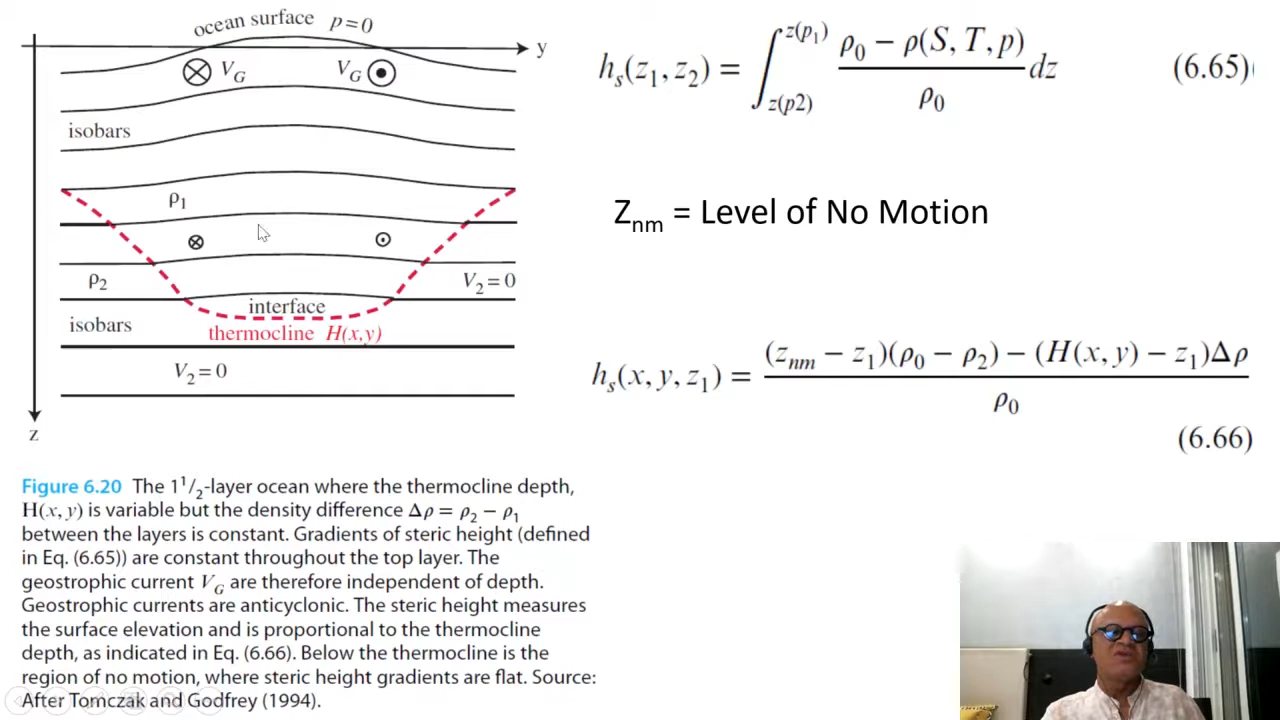 ocean surface p=0
y
V_G
V_G
isobars
ρ₁
ρ₂
V₂=0
interface
isobars
thermocline H(x,y)
V₂=0
z
Figure 6.20 The 1¹/₂-layer ocean where the thermocline depth,
H(x, y) is variable but the density difference Δρ = ρ₂ − ρ₁
between the layers is constant. Gradients of steric height (defined
in Eq. (6.65)) are constant throughout the top layer. The
geostrophic current V_G are therefore independent of depth.
Geostrophic currents are anticyclonic. The steric height measures
the surface elevation and is proportional to the thermocline
depth, as indicated in Eq. (6.66). Below the thermocline is the
region of no motion, where steric height gradients are flat. Source:
After Tomczak and Godfrey (1994).
h_s(z₁, z₂) = ∫_{z(p2)}^{z(p₁)} (ρ₀ − ρ(S, T, p))/ρ₀ dz (6.65)
Z_nm = Level of No Motion
h_s(x, y, z₁) = ((z_nm − z₁)(ρ₀ − ρ₂) − (H(x, y) − z₁)Δρ)/ρ₀
(6.66)